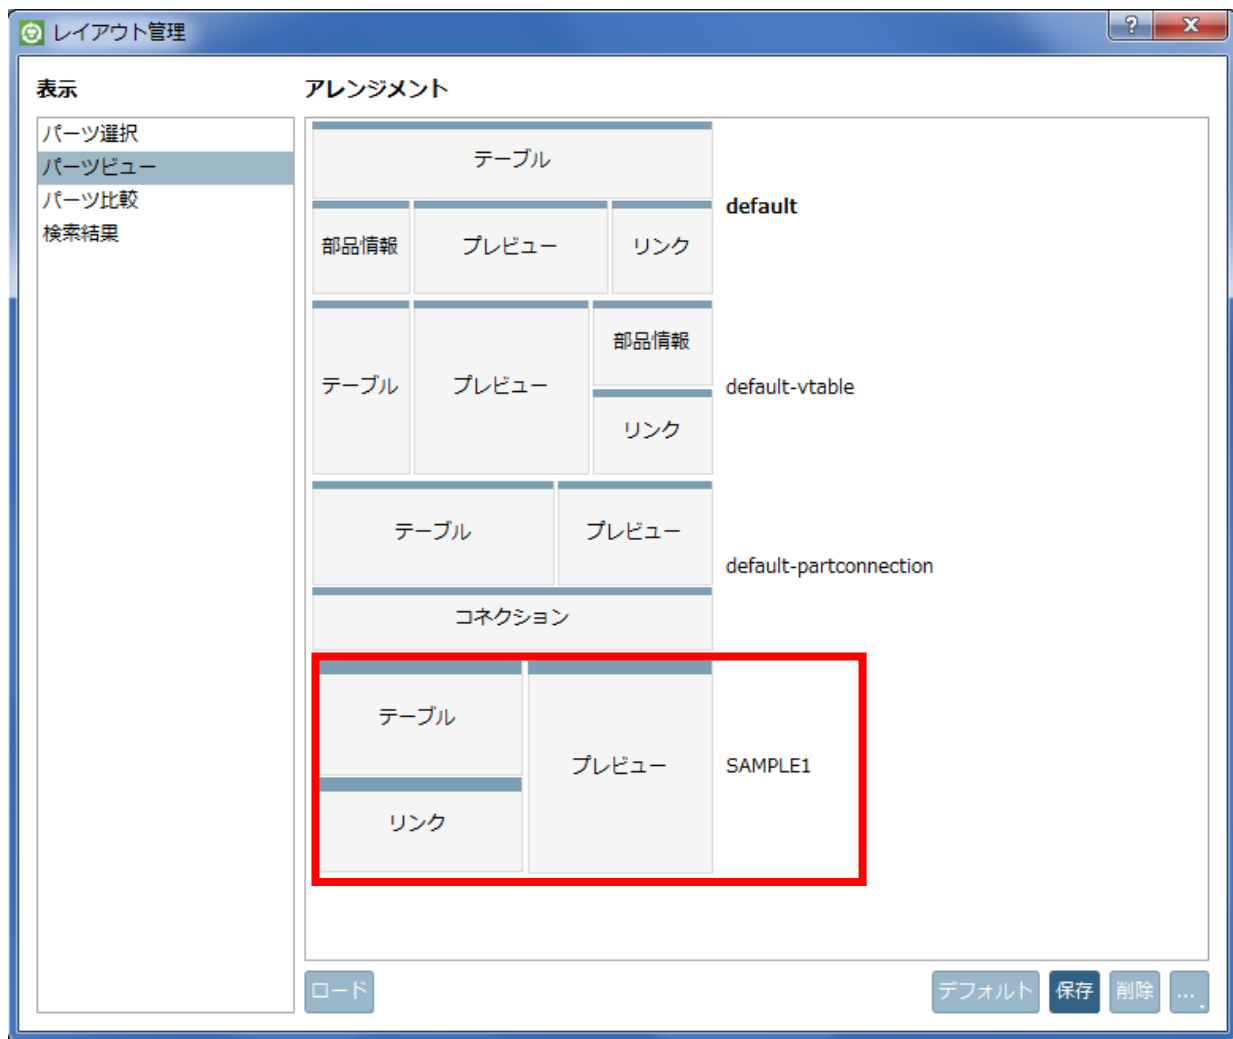 レイアウト管理
?
x
表示
アレンジメント
パーツ選択
パーツビュー
パーツ比較
検索結果
テーブル
部品情報
プレビュー
リンク
default
テーブル
プレビュー
部品情報
リンク
default-vtable
テーブル
プレビュー
コネクション
default-partconnection
テーブル
リンク
プレビュー
SAMPLE1
ロード
デフォルト
保存
削除
...